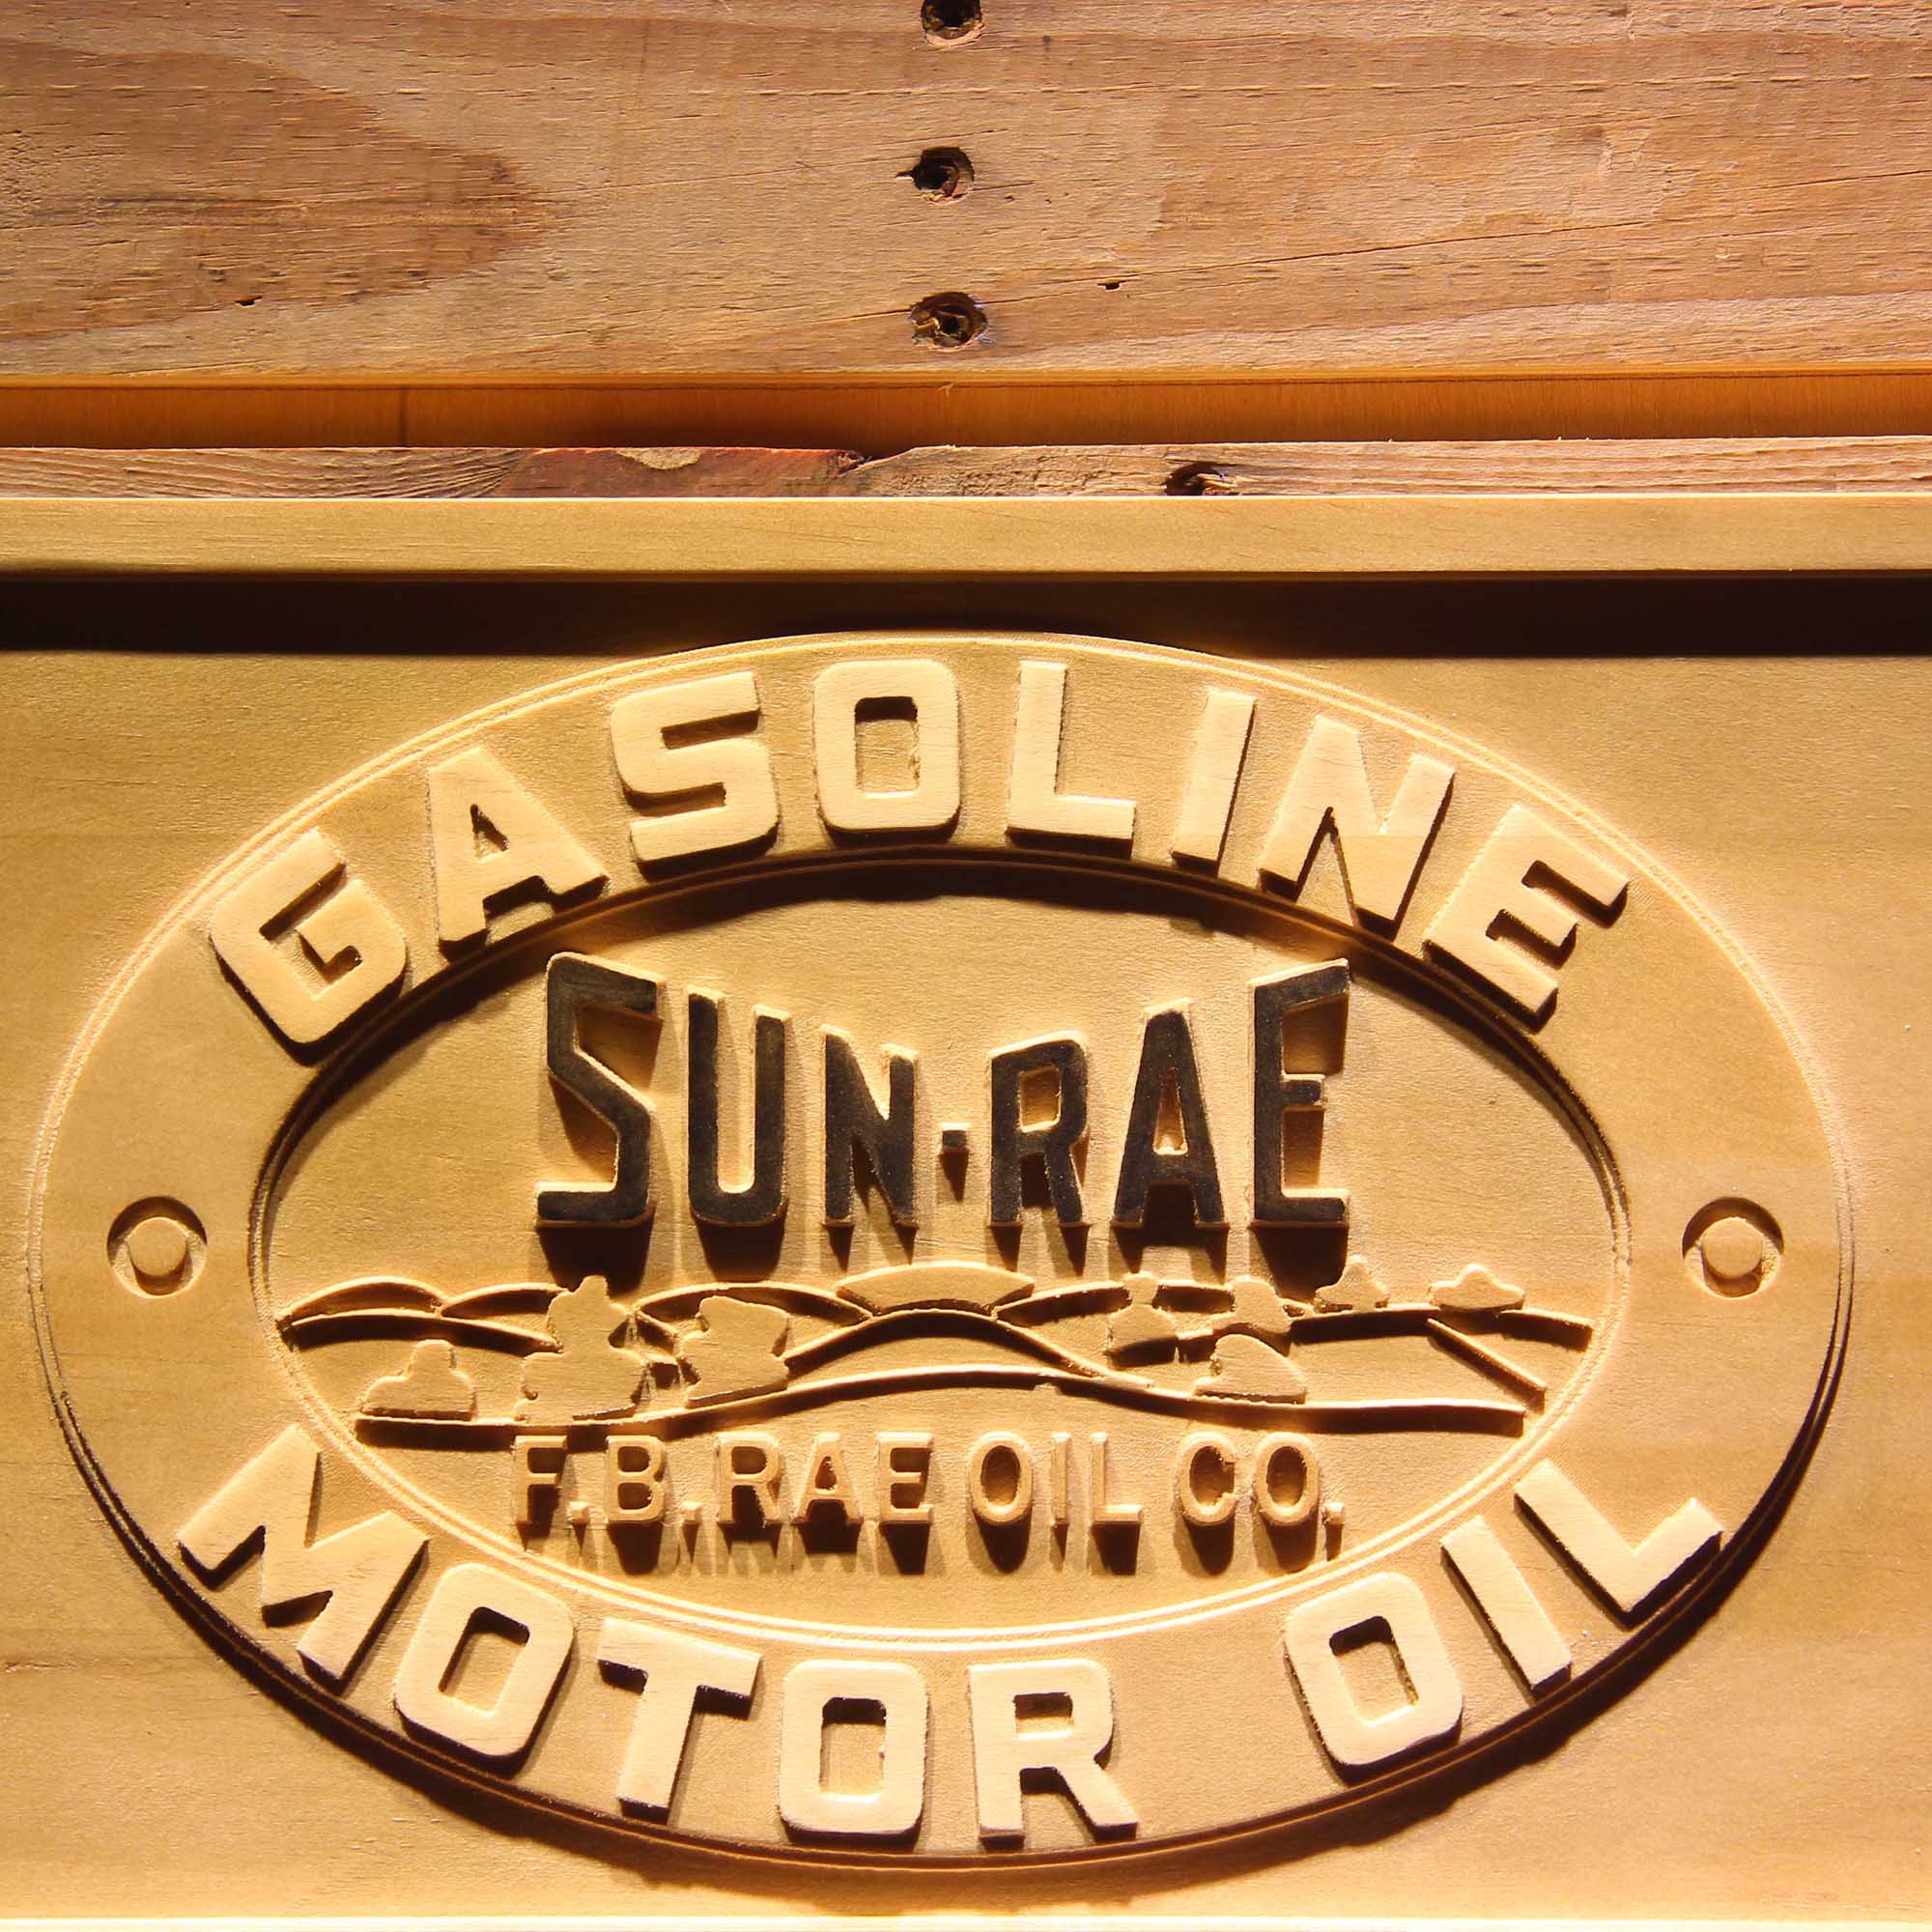 GASOLINE
SUN-RAE
F.B.RAE OIL CO.
MOTOR OIL